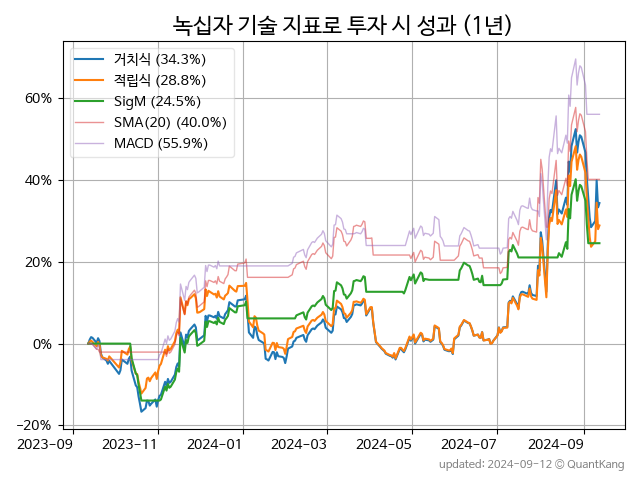 녹십자 기술 지표로 투자 시 성과 (1년)
거치식 (34.3%)
적립식 (28.8%)
SigM (24.5%)
SMA(20) (40.0%)
MACD (55.9%)
60%
40%
20%
0%
−20%
2023-09 2023-11 2024-01 2024-03 2024-05 2024-07 2024-09
updated: 2024-09-12 © QuantKang